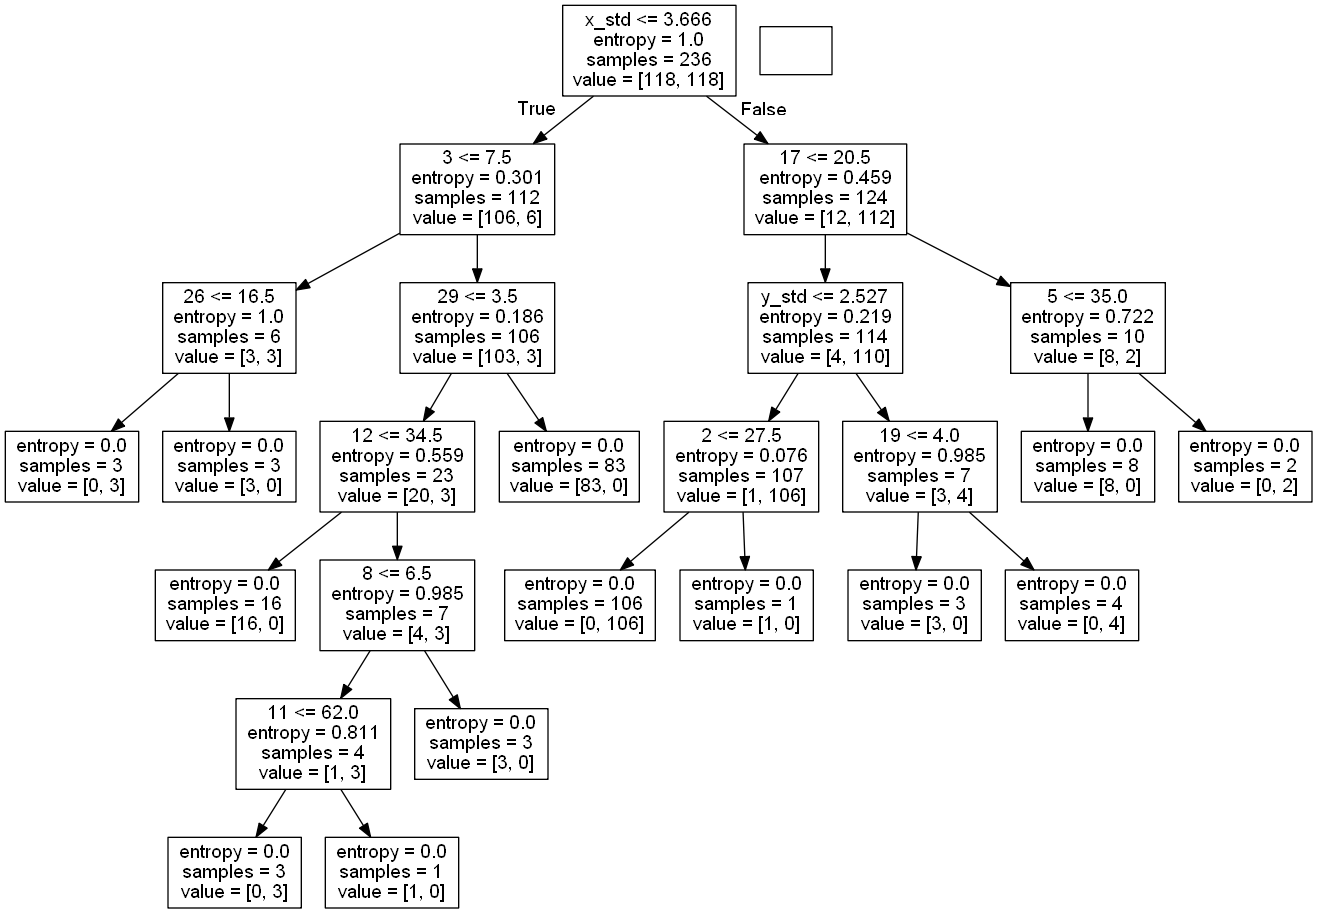 x_std <= 3.666
entropy = 1.0
samples = 236
value = [118, 118]
True
False
3 <= 7.5
entropy = 0.301
samples = 112
value = [106, 6]
17 <= 20.5
entropy = 0.459
samples = 124
value = [12, 112]
26 <= 16.5
entropy = 1.0
samples = 6
value = [3, 3]
29 <= 3.5
entropy = 0.186
samples = 106
value = [103, 3]
y_std <= 2.527
entropy = 0.219
samples = 114
value = [4, 110]
5 <= 35.0
entropy = 0.722
samples = 10
value = [8, 2]
entropy = 0.0
samples = 3
value = [0, 3]
entropy = 0.0
samples = 3
value = [3, 0]
12 <= 34.5
entropy = 0.559
samples = 23
value = [20, 3]
entropy = 0.0
samples = 83
value = [83, 0]
2 <= 27.5
entropy = 0.076
samples = 107
value = [1, 106]
19 <= 4.0
entropy = 0.985
samples = 7
value = [3, 4]
entropy = 0.0
samples = 8
value = [8, 0]
entropy = 0.0
samples = 2
value = [0, 2]
entropy = 0.0
samples = 16
value = [16, 0]
8 <= 6.5
entropy = 0.985
samples = 7
value = [4, 3]
entropy = 0.0
samples = 106
value = [0, 106]
entropy = 0.0
samples = 1
value = [1, 0]
entropy = 0.0
samples = 3
value = [3, 0]
entropy = 0.0
samples = 4
value = [0, 4]
11 <= 62.0
entropy = 0.811
samples = 4
value = [1, 3]
entropy = 0.0
samples = 3
value = [3, 0]
entropy = 0.0
samples = 3
value = [0, 3]
entropy = 0.0
samples = 1
value = [1, 0]